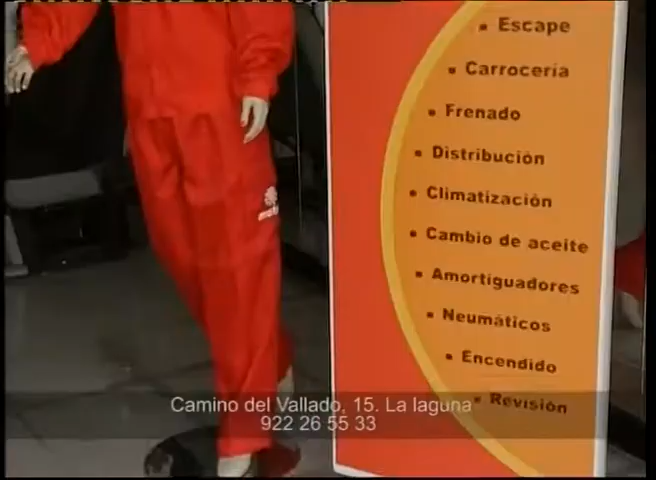 Escape
Carrocería
Frenado
Distribución
Climatización
Cambio de aceite
Amortiguadores
Neumáticos
Encendido
Revisión
Camino del Vallado, 15. La laguna
922 26 55 33